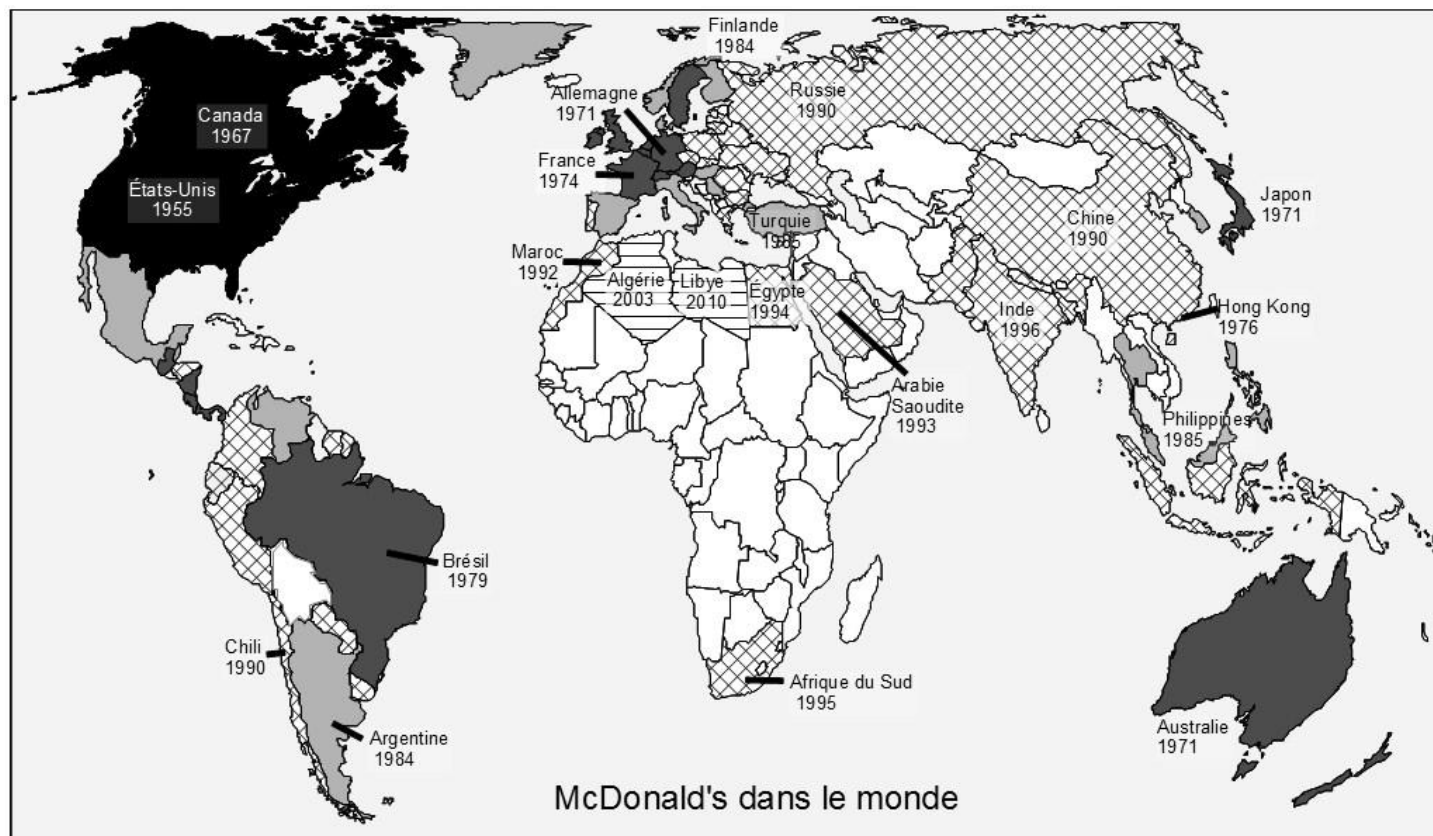 Finlande
1984
Allemagne
1971
Russie
1990
Canada
1967
France
1974
États-Unis
1955
Japon
1971
Chine
1990
Turquie
1985
Maroc
1992
Algérie
2003
Libye
2010
Égypte
1994
Inde
1996
Hong Kong
1976
Arabie
Saoudite
1993
Philippines
1985
Brésil
1979
Chili
1990
Afrique du Sud
1995
Australie
1971
Argentine
1984
McDonald's dans le monde